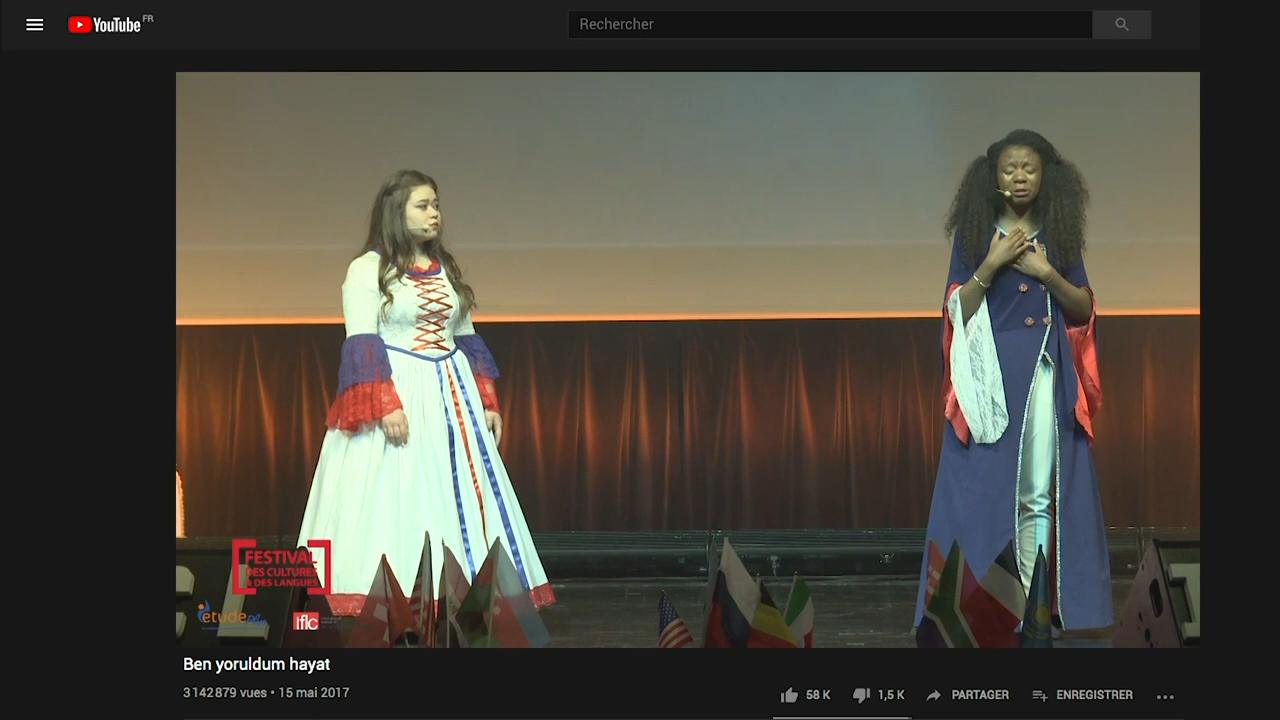 YouTube FR
Rechercher
FESTIVAL
DES CULTURES
& DES LANGUES
etude
iflc
Ben yoruldum hayat
3 142 879 vues • 15 mai 2017
58 K
1,5 K
PARTAGER
ENREGISTRER